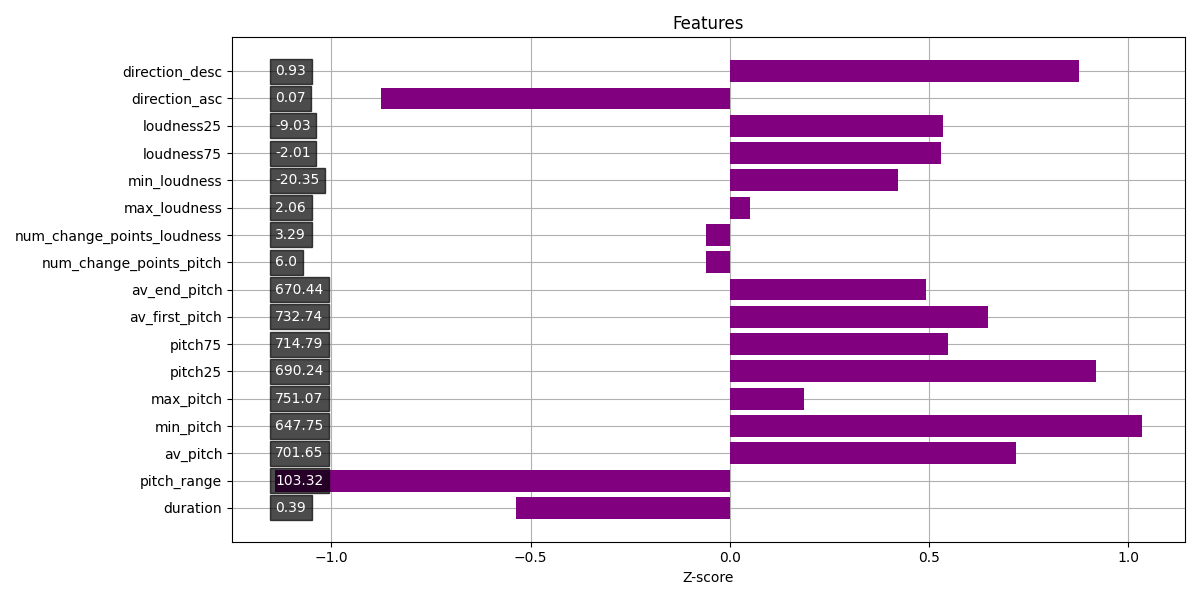 Features
direction_desc 0.93
direction_asc 0.07
loudness25 -9.03
loudness75 -2.01
min_loudness -20.35
max_loudness 2.06
num_change_points_loudness 3.29
num_change_points_pitch 6.0
av_end_pitch 670.44
av_first_pitch 732.74
pitch75 714.79
pitch25 690.24
max_pitch 751.07
min_pitch 647.75
av_pitch 701.65
pitch_range 103.32
duration 0.39
−1.0 −0.5 0.0 0.5 1.0
Z-score